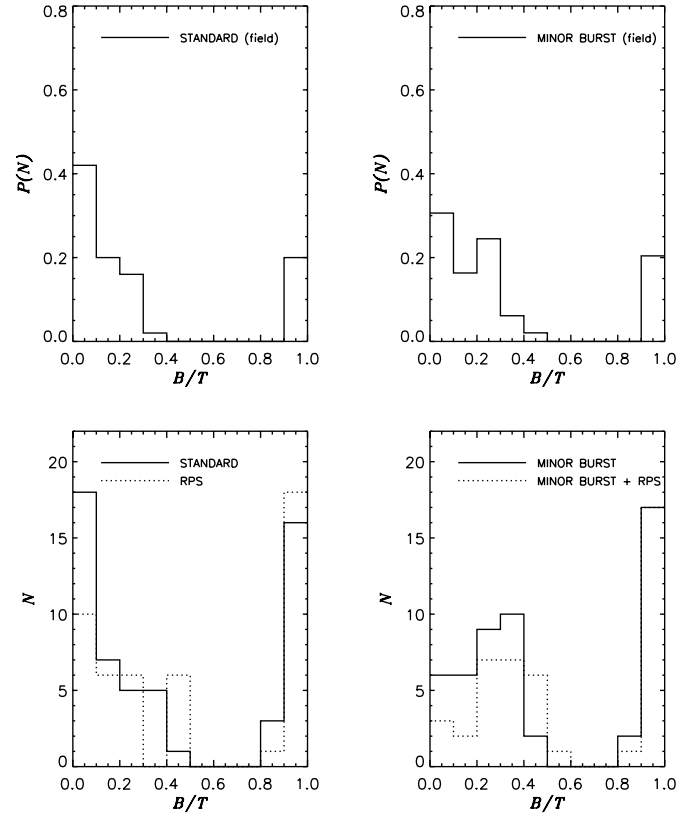 STANDARD (field)
P(N)
0.8
0.6
0.4
0.2
0.0
0.0 0.2 0.4 0.6 0.8 1.0
B/T
MINOR BURST (field)
P(N)
0.8
0.6
0.4
0.2
0.0
0.0 0.2 0.4 0.6 0.8 1.0
B/T
STANDARD
RPS
N
20
15
10
5
0
0.0 0.2 0.4 0.6 0.8 1.0
B/T
MINOR BURST
MINOR BURST + RPS
N
20
15
10
5
0
0.0 0.2 0.4 0.6 0.8 1.0
B/T